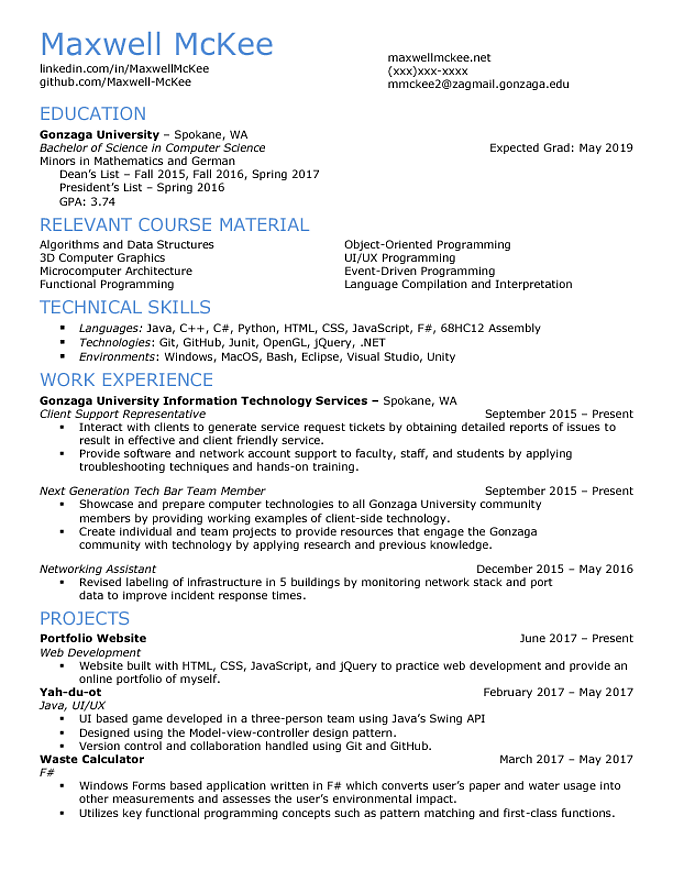 Maxwell McKee
linkedin.com/in/MaxwellMcKee
github.com/Maxwell-McKee
maxwellmckee.net
(xxx)xxx-xxxx
mmckee2@zagmail.gonzaga.edu
EDUCATION
Gonzaga University – Spokane, WA
Bachelor of Science in Computer Science Expected Grad: May 2019
Minors in Mathematics and German
Dean's List – Fall 2015, Fall 2016, Spring 2017
President's List – Spring 2016
GPA: 3.74
RELEVANT COURSE MATERIAL
Algorithms and Data Structures Object-Oriented Programming
3D Computer Graphics UI/UX Programming
Microcomputer Architecture Event-Driven Programming
Functional Programming Language Compilation and Interpretation
TECHNICAL SKILLS
▪ Languages: Java, C++, C#, Python, HTML, CSS, JavaScript, F#, 68HC12 Assembly
▪ Technologies: Git, GitHub, Junit, OpenGL, jQuery, .NET
▪ Environments: Windows, MacOS, Bash, Eclipse, Visual Studio, Unity
WORK EXPERIENCE
Gonzaga University Information Technology Services – Spokane, WA
Client Support Representative September 2015 – Present
▪ Interact with clients to generate service request tickets by obtaining detailed reports of issues to
result in effective and client friendly service.
▪ Provide software and network account support to faculty, staff, and students by applying
troubleshooting techniques and hands-on training.
Next Generation Tech Bar Team Member September 2015 – Present
▪ Showcase and prepare computer technologies to all Gonzaga University community
members by providing working examples of client-side technology.
▪ Create individual and team projects to provide resources that engage the Gonzaga
community with technology by applying research and previous knowledge.
Networking Assistant December 2015 – May 2016
▪ Revised labeling of infrastructure in 5 buildings by monitoring network stack and port
data to improve incident response times.
PROJECTS
Portfolio Website June 2017 – Present
Web Development
▪ Website built with HTML, CSS, JavaScript, and jQuery to practice web development and provide an
online portfolio of myself.
Yah-du-ot February 2017 – May 2017
Java, UI/UX
▪ UI based game developed in a three-person team using Java's Swing API
▪ Designed using the Model-view-controller design pattern.
▪ Version control and collaboration handled using Git and GitHub.
Waste Calculator March 2017 – May 2017
F#
▪ Windows Forms based application written in F# which converts user's paper and water usage into
other measurements and assesses the user's environmental impact.
▪ Utilizes key functional programming concepts such as pattern matching and first-class functions.